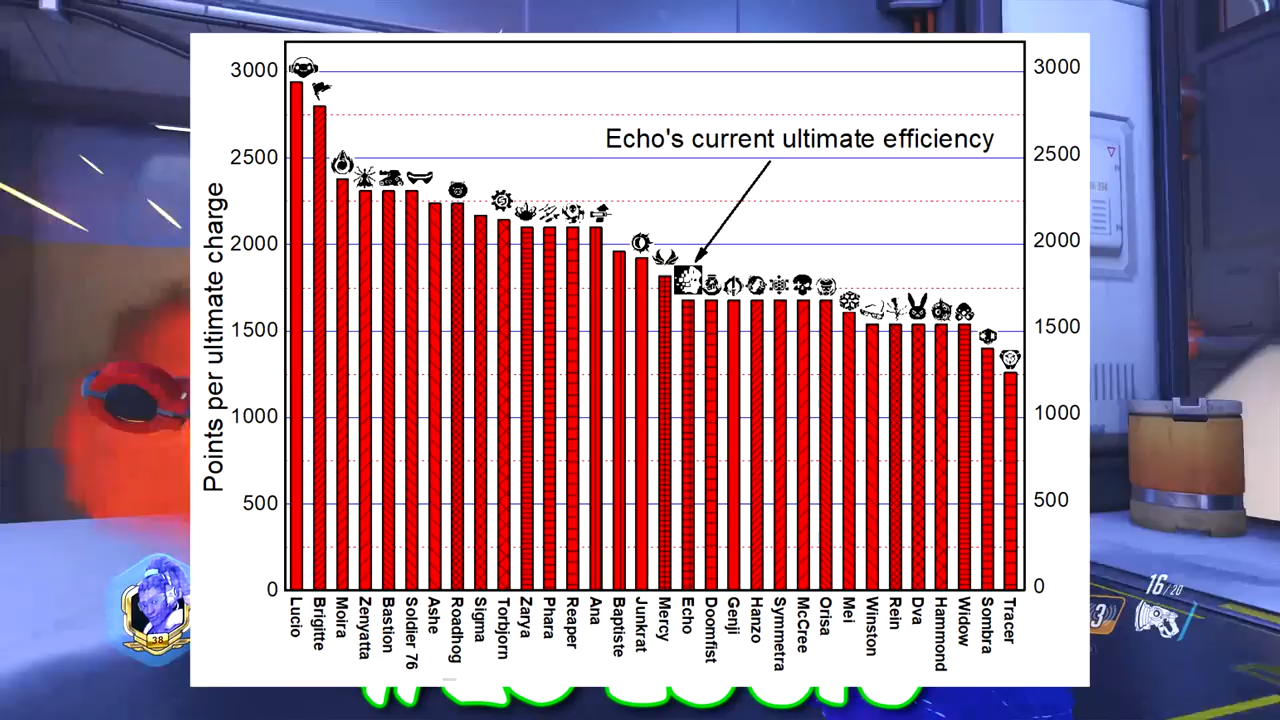 Echo's current ultimate efficiency
Points per ultimate charge
3000
2500
2000
1500
1000
500
0
3000
2500
2000
1500
1000
500
0
Lucio
Brigitte
Moira
Zenyatta
Bastion
Soldier 76
Ashe
Roadhog
Sigma
Torbjorn
Zarya
Phara
Reaper
Ana
Baptiste
Junkrat
Mercy
Echo
Doomfist
Genji
Hanzo
Symmetra
McCree
Orisa
Mei
Winston
Rein
Dva
Hammond
Widow
Sombra
Tracer
38
3
16/20